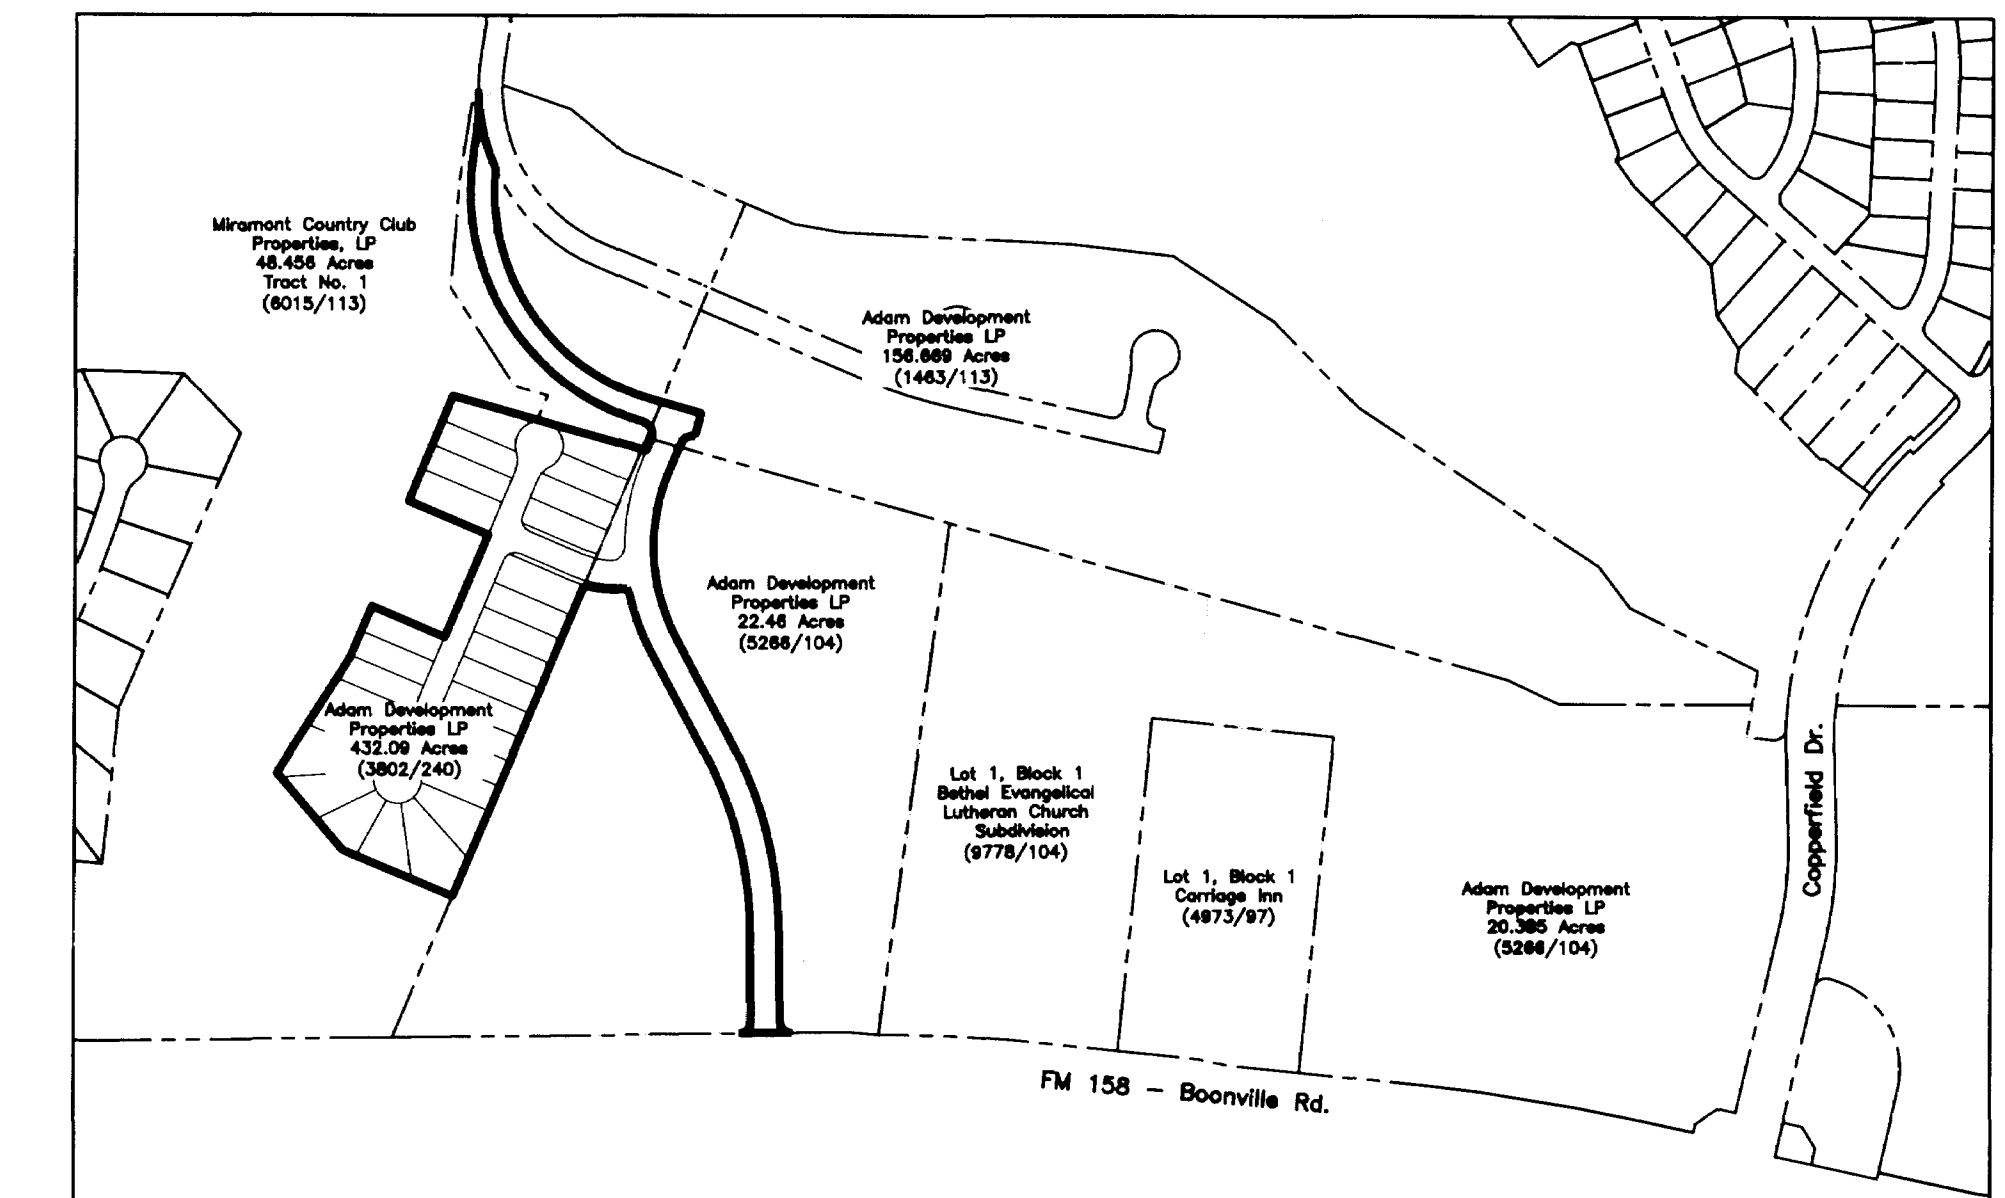 Miramont Country Club
Properties, LP
48.456 Acres
Tract No. 1
(6015/113)
Adam Development
Properties LP
156.669 Acres
(1463/113)
Adam Development
Properties LP
22.46 Acres
(5266/104)
Adam Development
Properties LP
432.09 Acres
(3802/240)
Lot 1, Block 1
Bethel Evangelical
Lutheran Church
Subdivision
(9778/104)
Lot 1, Block 1
Carriage Inn
(4973/97)
Adam Development
Properties LP
20.385 Acres
(5266/104)
Copperfield Dr.
FM 158 - Boonville Rd.